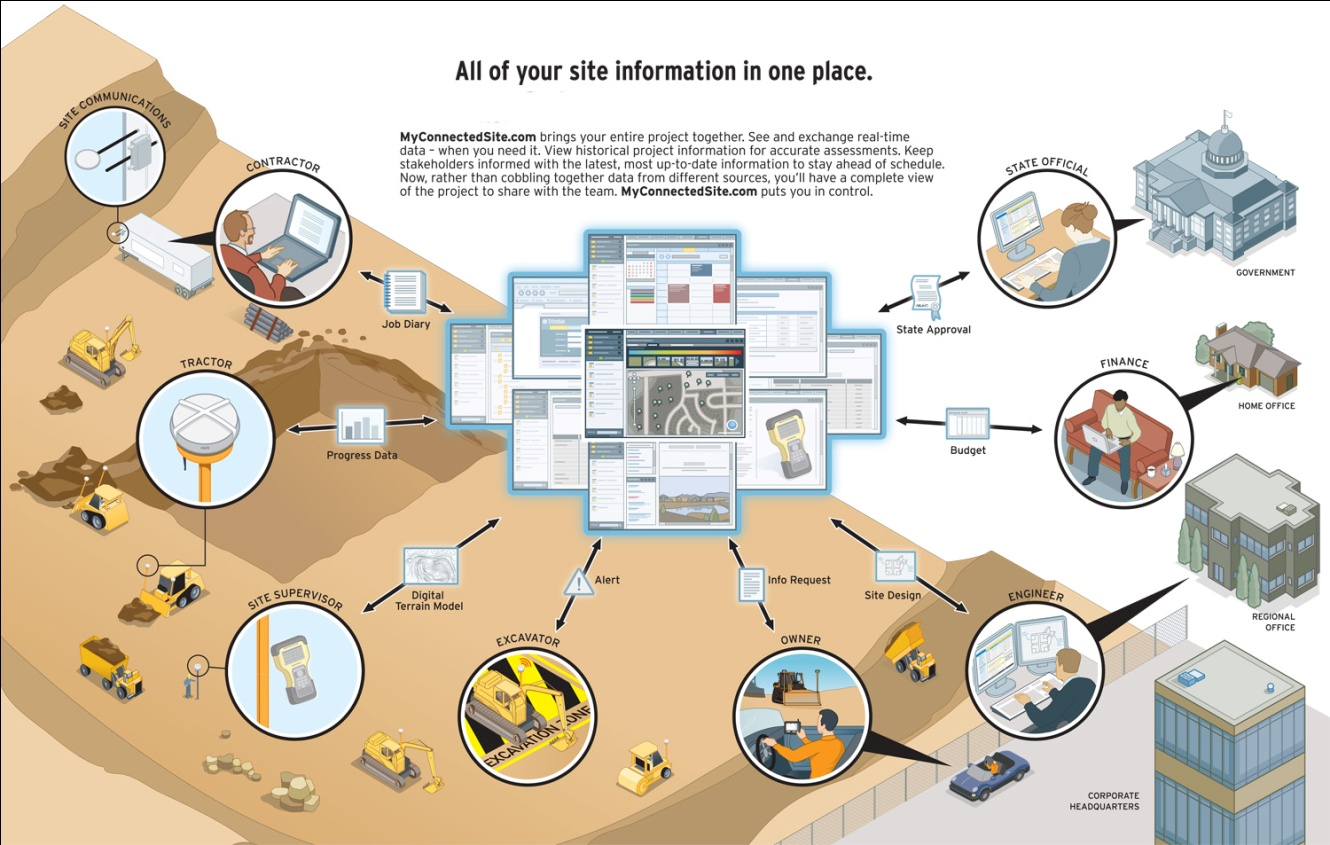 All of your site information in one place.
MyConnectedSite.com brings your entire project together. See and exchange real-time
data – when you need it. View historical project information for accurate assessments. Keep
stakeholders informed with the latest, most up-to-date information to stay ahead of schedule.
Now, rather than cobbling together data from different sources, you’ll have a complete view
of the project to share with the team. MyConnectedSite.com puts you in control.
SITE COMMUNICATIONS
CONTRACTOR
STATE OFFICIAL
GOVERNMENT
Job Diary
State Approval
TRACTOR
FINANCE
HOME OFFICE
Progress Data
Budget
Digital
Terrain Model
Alert
Info Request
Site Design
SITE SUPERVISOR
EXCAVATOR
OWNER
ENGINEER
REGIONAL
OFFICE
EXCAVATION ZONE
CORPORATE
HEADQUARTERS